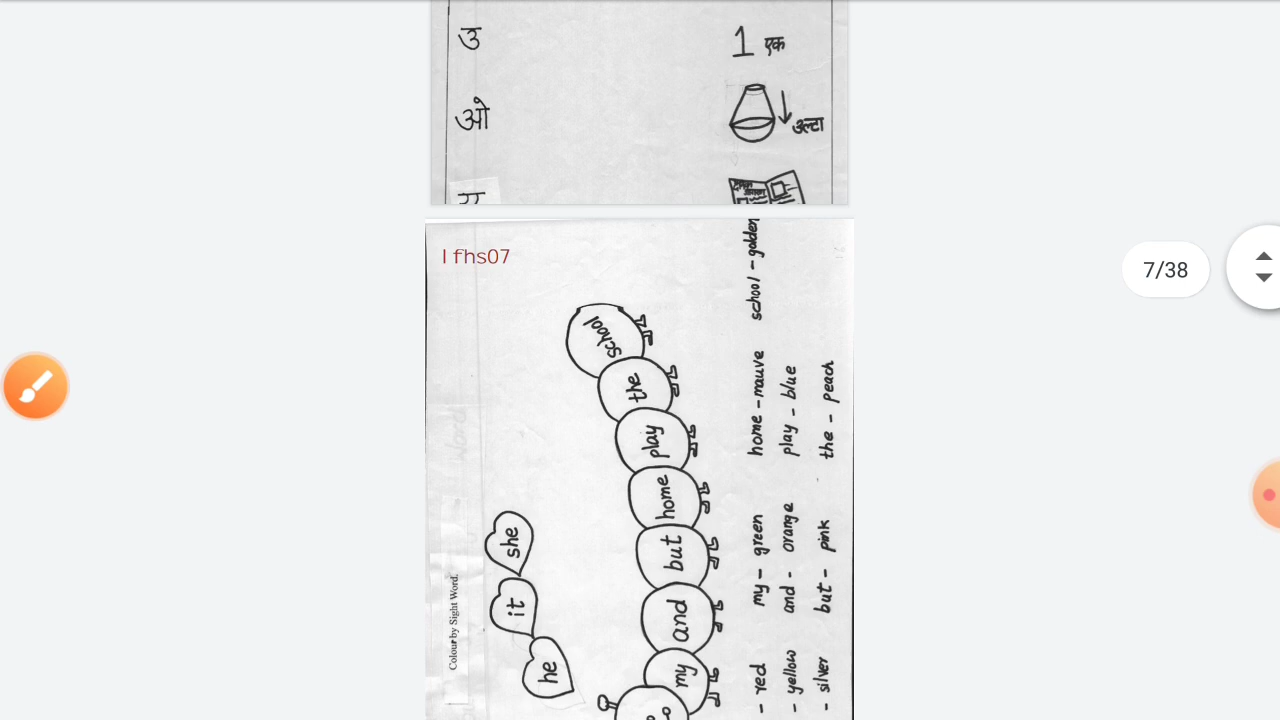 उ
ओ
1 एक
उल्टा
7/38
I fhs07
Colour by Sight Word.
he
it
she
my
and
but
home
play
the
school
- red my - green home - mauve school - golden
- yellow and - orange play - blue
- silver but - pink the - peach